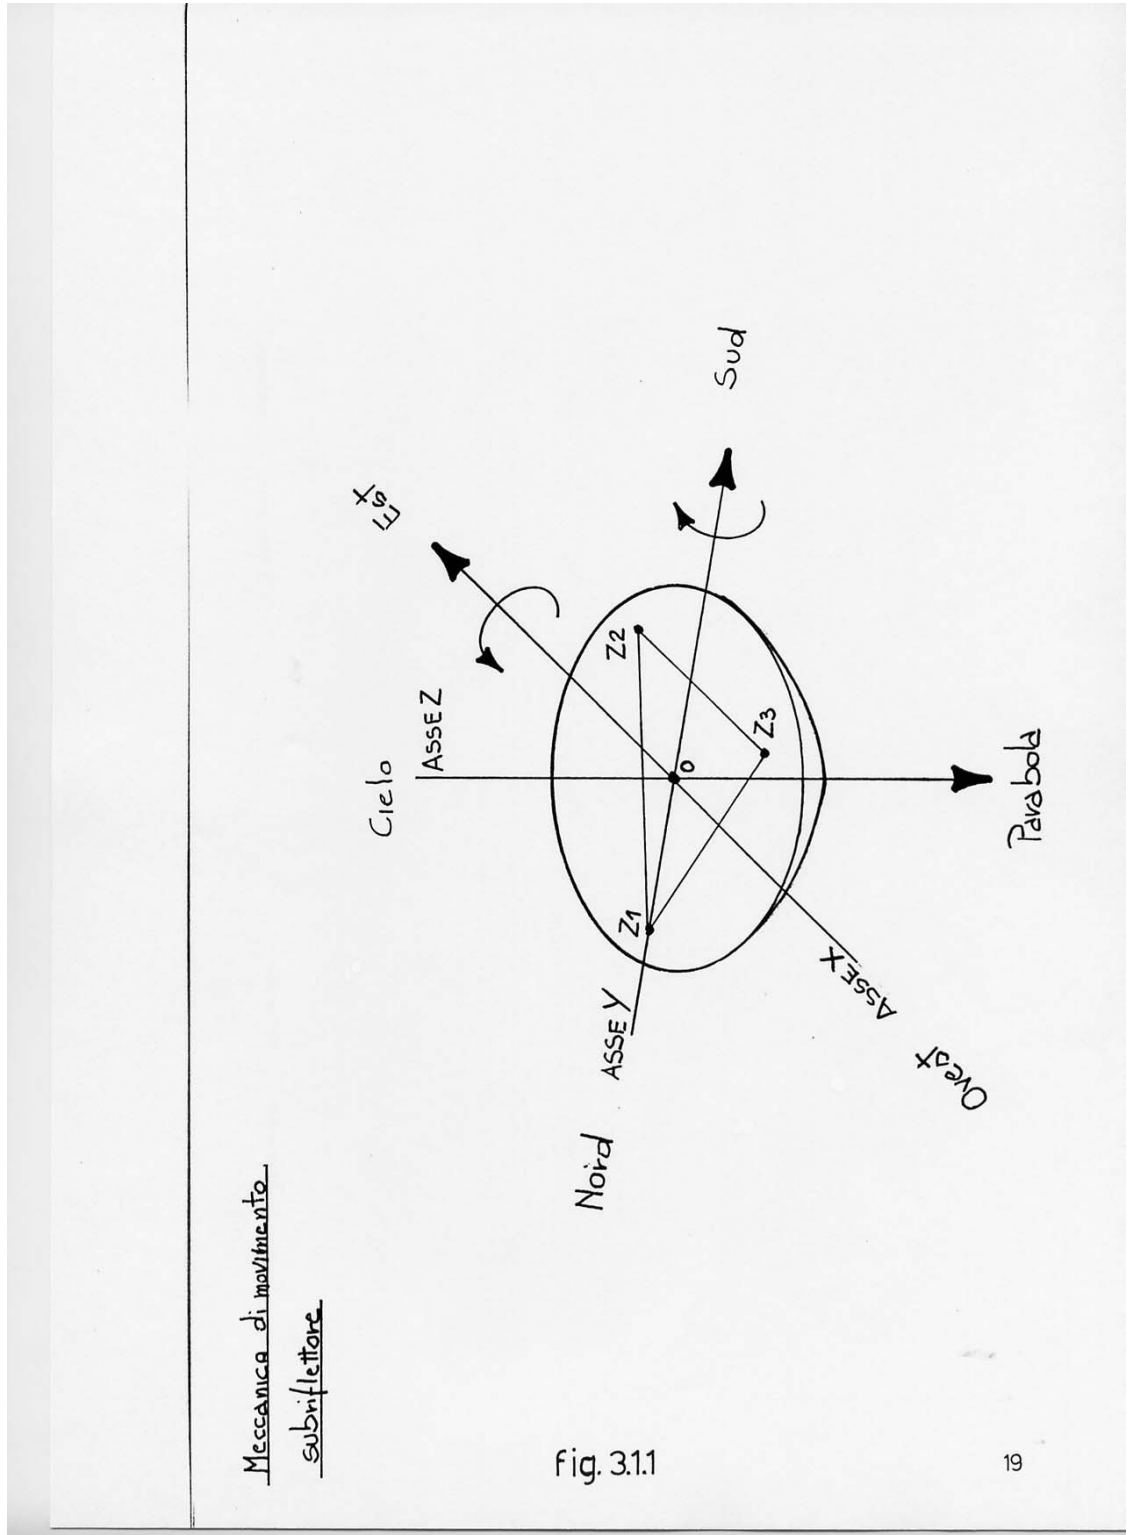 Meccanica di movimento
subriflettore
Cielo
ASSE Z
Est
Z2
Sud
Z1
O
Z3
Nord
ASSE Y
ASSE X
Ovest
Parabola
fig. 3.1.1
19